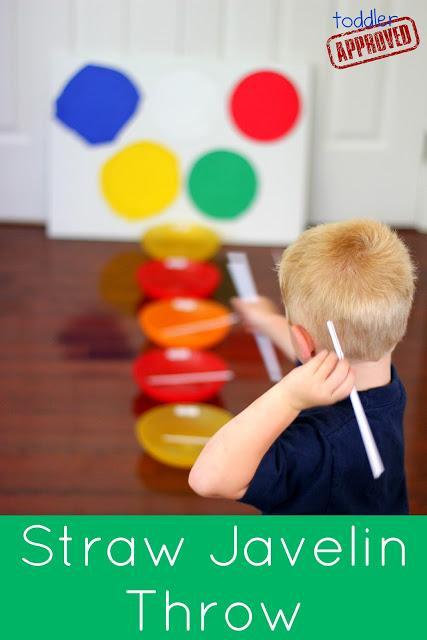 toddler
APPROVED
Straw Javelin
Throw